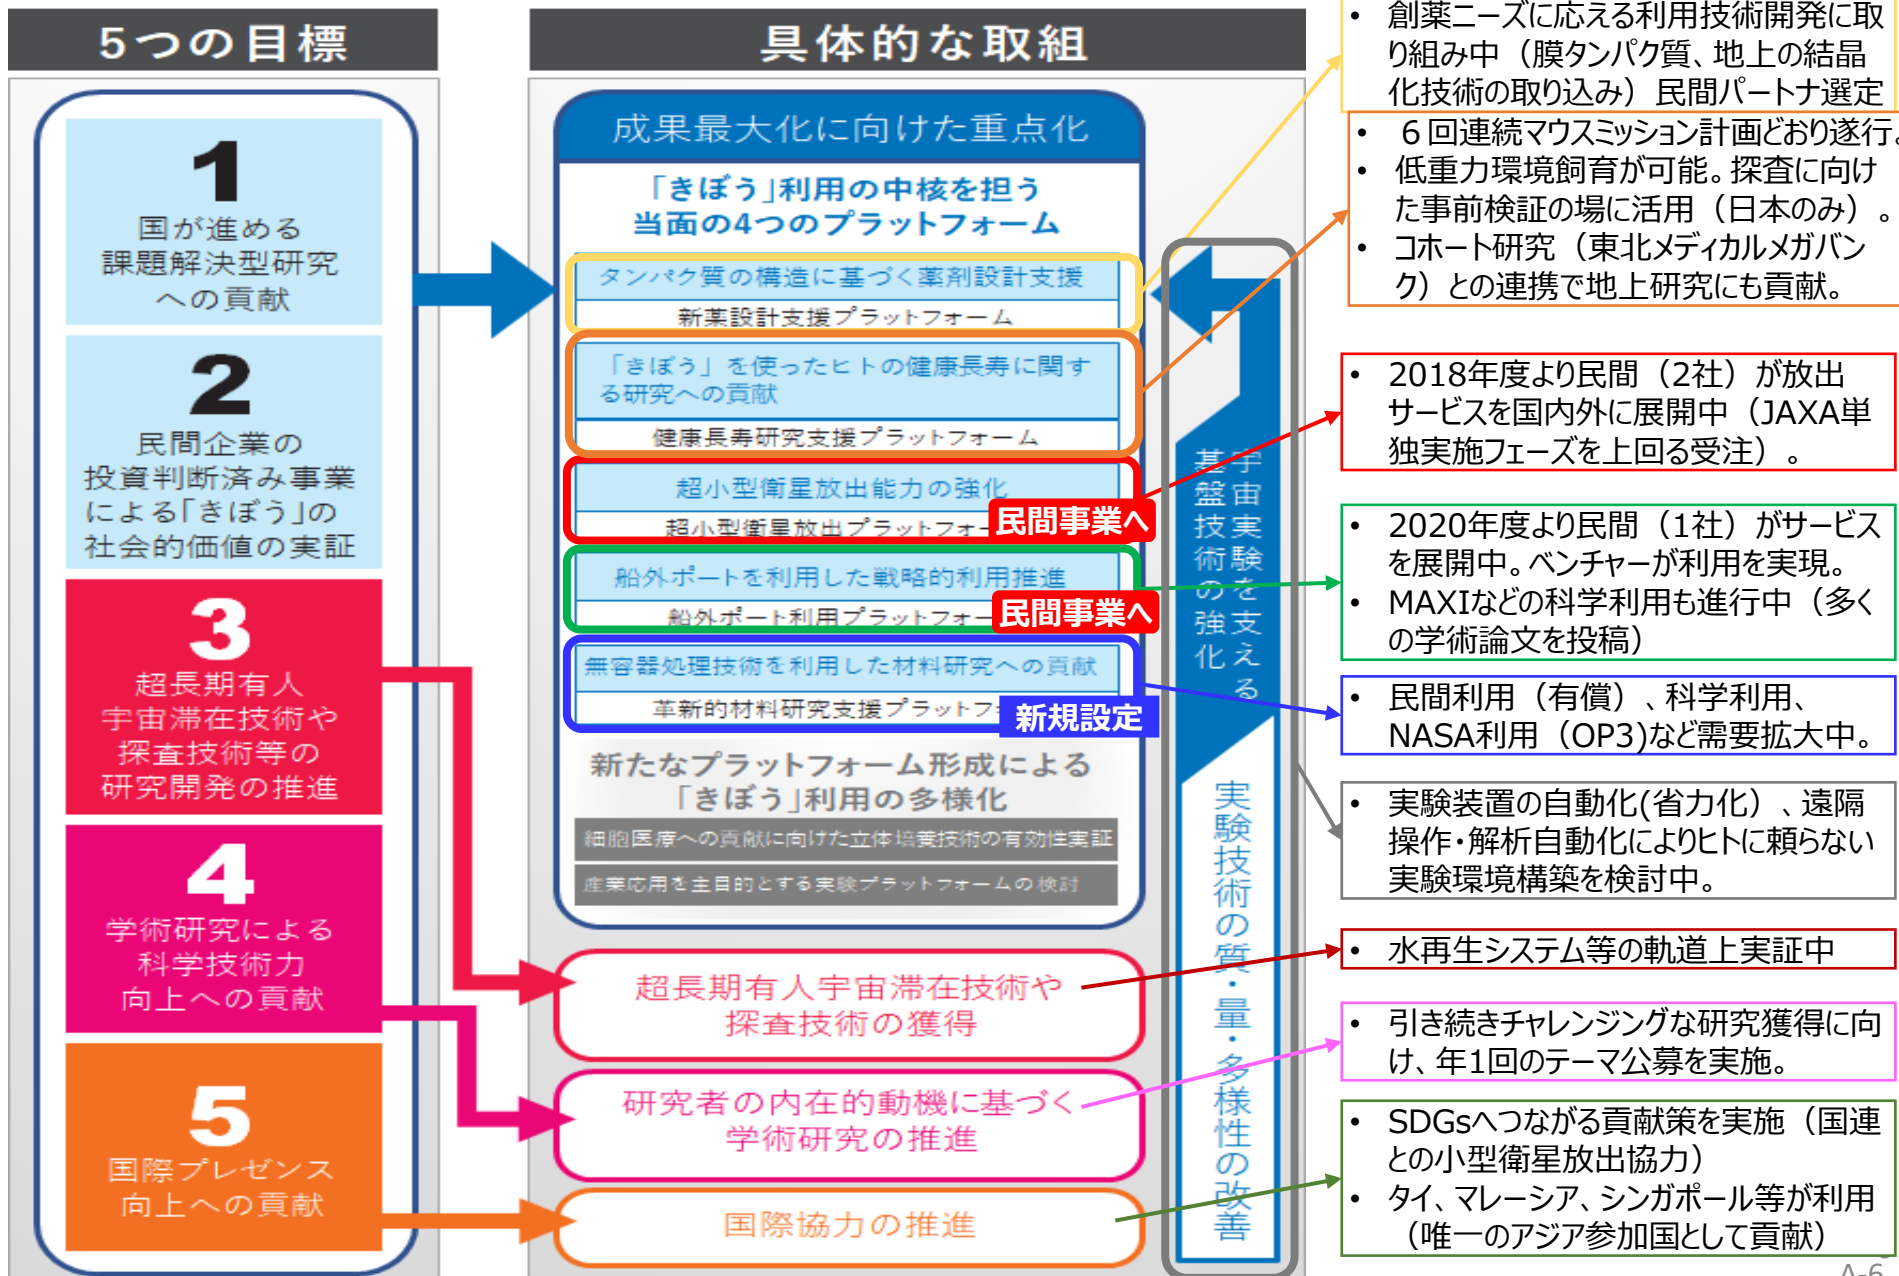 5つの目標
1
国が進める
課題解決型研究
への貢献
2
民間企業の
投資判断済み事業
による「きぼう」の
社会的価値の実証
3
超長期有人
宇宙滞在技術や
探査技術等の
研究開発の推進
4
学術研究による
科学技術力
向上への貢献
5
国際プレゼンス
向上への貢献
具体的な取組
成果最大化に向けた重点化
「きぼう」利用の中核を担う
当面の4つのプラットフォーム
タンパク質の構造に基づく薬剤設計支援
新薬設計支援プラットフォーム
「きぼう」を使ったヒトの健康長寿に関す
る研究への貢献
健康長寿研究支援プラットフォーム
超小型衛星放出能力の強化
超小型衛星放出プラットフォー
民間事業へ
船外ポートを利用した戦略的利用推進
船外ポート利用プラットフォー
民間事業へ
無容器処理技術を利用した材料研究への貢献
革新的材料研究支援プラットフ
新規設定
新たなプラットフォーム形成による
「きぼう」利用の多様化
細胞医療への貢献に向けた立体培養技術の有効性実証
産業応用を主目的とする実験プラットフォームの検討
超長期有人宇宙滞在技術や
探査技術の獲得
研究者の内在的動機に基づく
学術研究の推進
国際協力の推進
宇宙実験を支える
基盤技術の強化
実験技術の質・量・多様性の改善
• 創薬ニーズに応える利用技術開発に取
り組み中（膜タンパク質、地上の結晶
化技術の取り込み）民間パートナ選定
• ６回連続マウスミッション計画どおり遂行。
• 低重力環境飼育が可能。探査に向け
た事前検証の場に活用（日本のみ）。
• コホート研究（東北メディカルメガバン
ク）との連携で地上研究にも貢献。
• 2018年度より民間（2社）が放出
サービスを国内外に展開中（JAXA単
独実施フェーズを上回る受注）。
• 2020年度より民間（1社）がサービス
を展開中。ベンチャーが利用を実現。
• MAXIなどの科学利用も進行中（多く
の学術論文を投稿）
• 民間利用（有償）、科学利用、
NASA利用（OP3)など需要拡大中。
• 実験装置の自動化(省力化）、遠隔
操作・解析自動化によりヒトに頼らない
実験環境構築を検討中。
• 水再生システム等の軌道上実証中
• 引き続きチャレンジングな研究獲得に向
け、年1回のテーマ公募を実施。
• SDGsへつながる貢献策を実施（国連
との小型衛星放出協力）
• タイ、マレーシア、シンガポール等が利用
（唯一のアジア参加国として貢献）
A-6